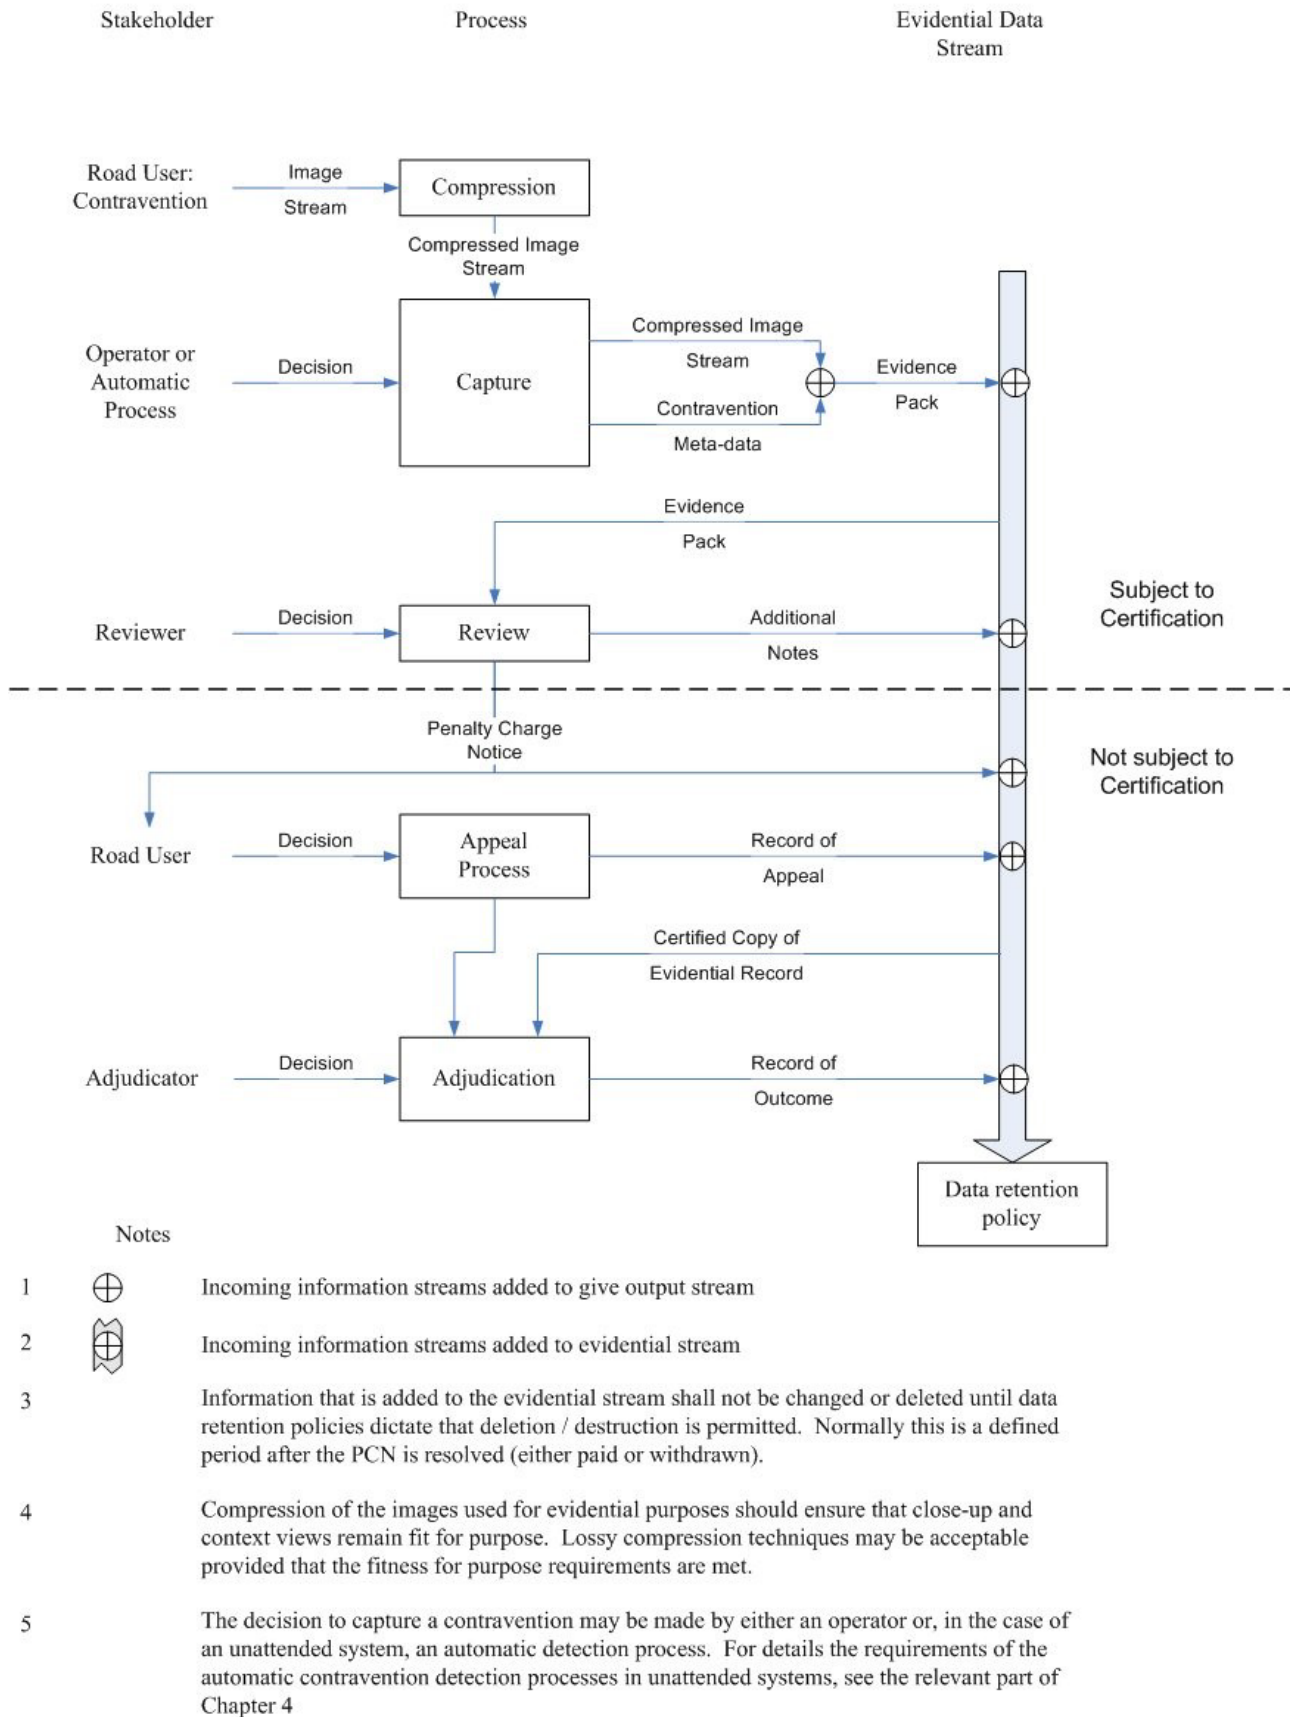 Stakeholder
Process
Evidential Data
Stream
Road User:
Contravention
Image
Stream
Compression
Compressed Image
Stream
Operator or
Automatic
Process
Decision
Capture
Compressed Image
Stream
Contravention
Meta-data
Evidence
Pack
Evidence
Pack
Reviewer
Decision
Review
Additional
Notes
Subject to
Certification
Penalty Charge
Notice
Not subject to
Certification
Road User
Decision
Appeal
Process
Record of
Appeal
Certified Copy of
Evidential Record
Adjudicator
Decision
Adjudication
Record of
Outcome
Data retention
policy
Notes
1 Incoming information streams added to give output stream
2 Incoming information streams added to evidential stream
3 Information that is added to the evidential stream shall not be changed or deleted until data
retention policies dictate that deletion / destruction is permitted. Normally this is a defined
period after the PCN is resolved (either paid or withdrawn).
4 Compression of the images used for evidential purposes should ensure that close-up and
context views remain fit for purpose. Lossy compression techniques may be acceptable
provided that the fitness for purpose requirements are met.
5 The decision to capture a contravention may be made by either an operator or, in the case of
an unattended system, an automatic detection process. For details the requirements of the
automatic contravention detection processes in unattended systems, see the relevant part of
Chapter 4